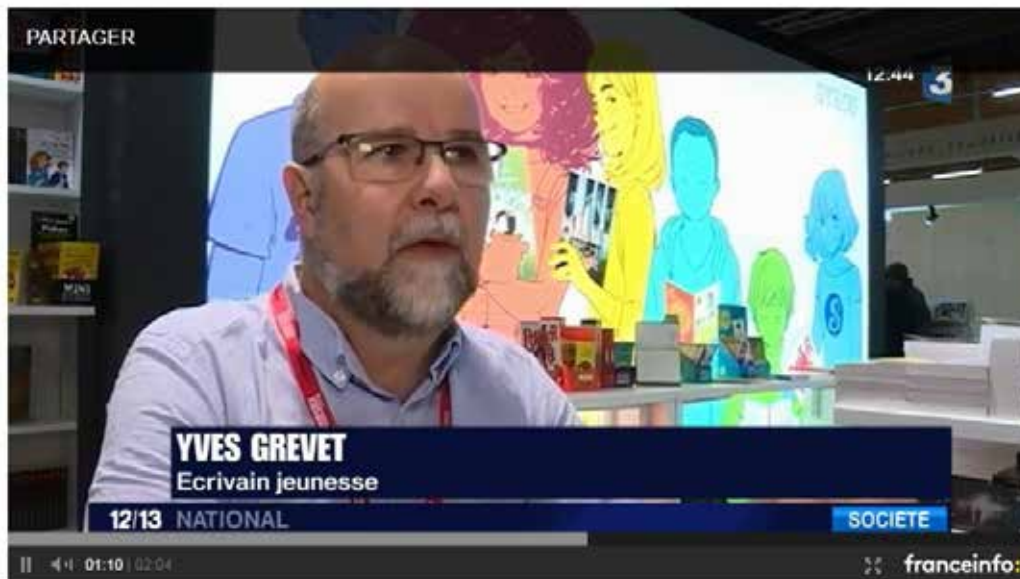 PARTAGER
12:44 3
YVES GREVET
Ecrivain jeunesse
12/13 NATIONAL
SOCIETE
01:10 | 02:04
franceinfo: